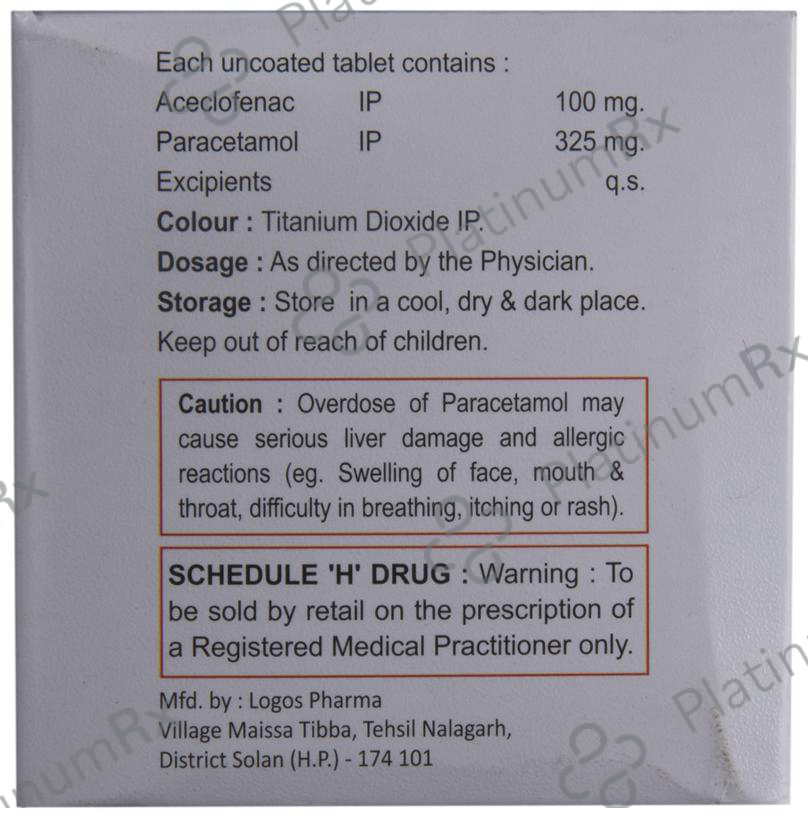 Each uncoated tablet contains :
Aceclofenac IP 100 mg.
Paracetamol IP 325 mg.
Excipients q.s.
Colour : Titanium Dioxide IP.
Dosage : As directed by the Physician.
Storage : Store in a cool, dry & dark place.
Keep out of reach of children.
Caution : Overdose of Paracetamol may
cause serious liver damage and allergic
reactions (eg. Swelling of face, mouth &
throat, difficulty in breathing, itching or rash).
SCHEDULE 'H' DRUG : Warning : To
be sold by retail on the prescription of
a Registered Medical Practitioner only.
Mfd. by : Logos Pharma
Village Maissa Tibba, Tehsil Nalagarh,
District Solan (H.P.) - 174 101
PlatinumRx
PlatinumRx